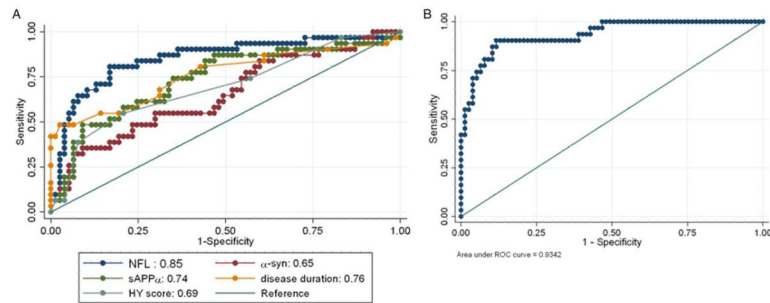 A
B
1.00
0.75
0.50
0.25
0.00
Sensitivity
0.00 0.25 0.50 0.75 1.00
1-Specificity
NFL : 0.85 α-syn: 0.65
sAPPα: 0.74 disease duration: 0.76
HY score: 0.69 Reference
1.00
0.75
0.50
0.25
0.00
Sensitivity
0.00 0.25 0.50 0.75 1.00
1 - Specificity
Area under ROC curve = 0.9342